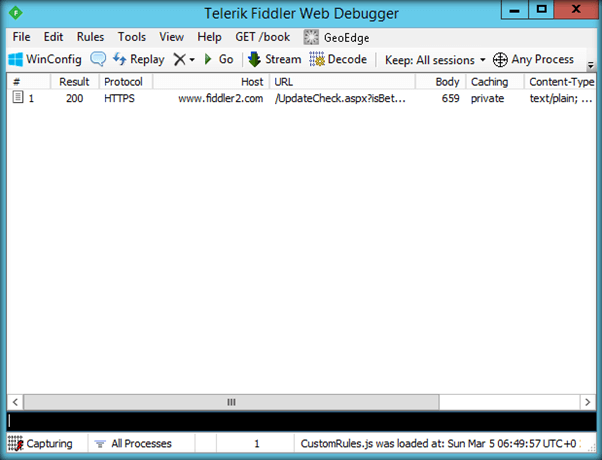 Telerik Fiddler Web Debugger
File Edit Rules Tools View Help GET /book GeoEdge
WinConfig Replay Go Stream Decode Keep: All sessions Any Process
# Result Protocol Host URL Body Caching Content-Type
1 200 HTTPS www.fiddler2.com /UpdateCheck.aspx?isBet... 659 private text/plain; ...
Capturing All Processes 1 CustomRules.js was loaded at: Sun Mar 5 06:49:57 UTC+0